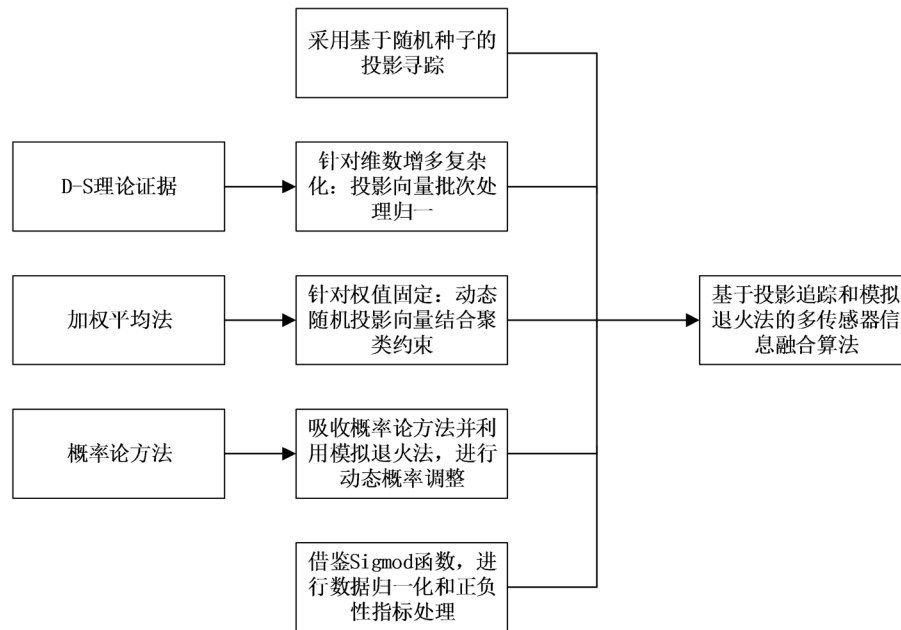 采用基于随机种子的
投影寻踪
D-S理论证据
针对维数增多复杂
化：投影向量批次处
理归一
加权平均法
针对权值固定：动态
随机投影向量结合聚
类约束
基于投影追踪和模拟
退火法的多传感器信
息融合算法
概率论方法
吸收概率论方法并利
用模拟退火法，进行
动态概率调整
借鉴Sigmod函数，进
行数据归一化和正负
性指标处理